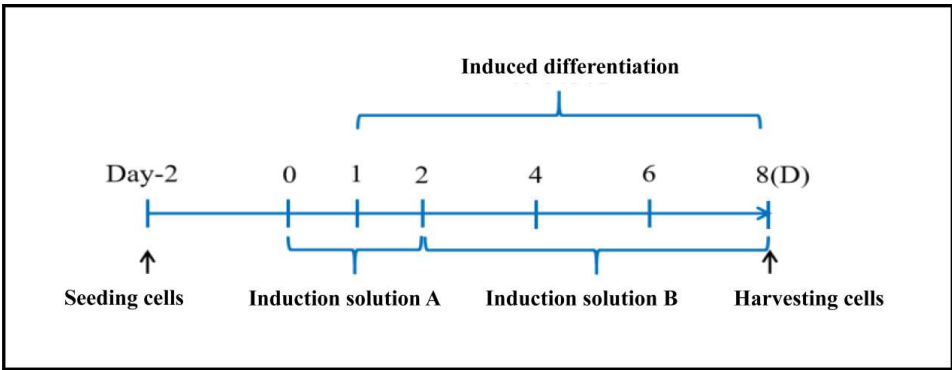 Induced differentiation
Day-2 0 1 2 4 6 8(D)
Seeding cells Induction solution A Induction solution B Harvesting cells